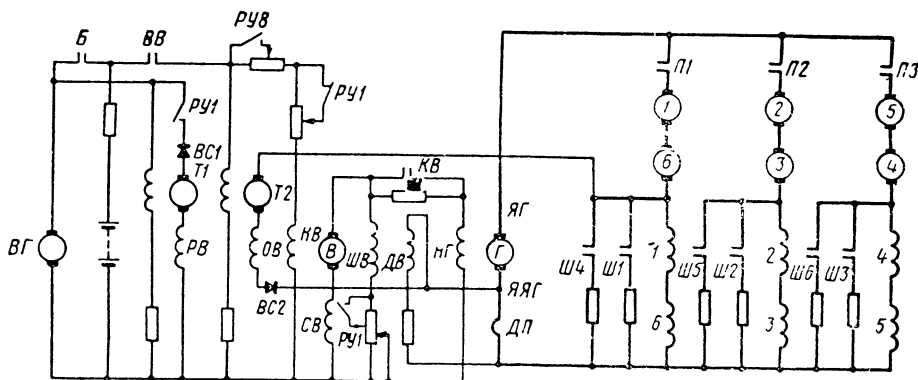 РУ8
Б
ВВ
П1
П2
П3
РУ1
РУ1
1
2
5
ВС1
Т1
КВ
6
3
4
Т2
ЯГ
ВГ
РВ
ОВ
КВ
В
ШВ
ДВ
НГ
Г
Ш4
Ш1
1
Ш5
Ш2
2
Ш6
Ш3
4
ВС2
ЯЯГ
СВ
РУ1
ДП
6
3
5